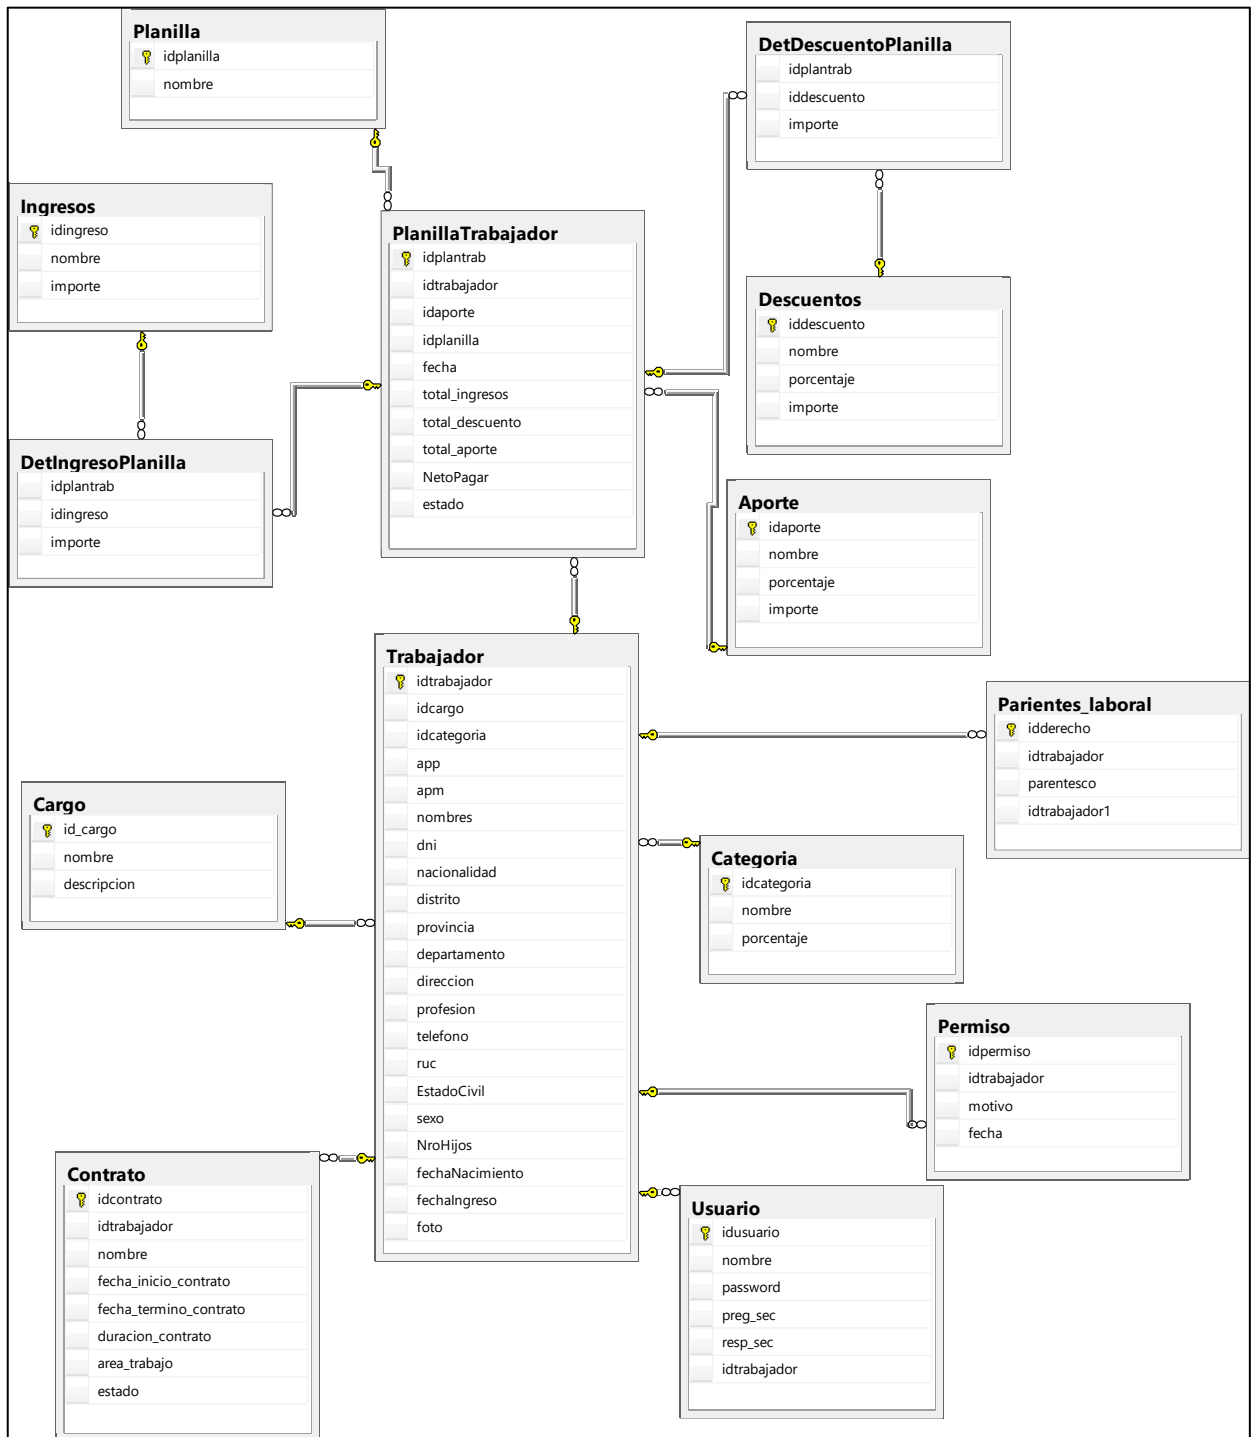 Planilla
idplanilla
nombre
DetDescuentoPlanilla
idplantrab
iddescuento
importe
Ingresos
idingreso
nombre
importe
PlanillaTrabajador
idplantrab
idtrabajador
idaporte
idplanilla
fecha
total_ingresos
total_descuento
total_aporte
NetoPagar
estado
Descuentos
iddescuento
nombre
porcentaje
importe
DetIngresoPlanilla
idplantrab
idingreso
importe
Aporte
idaporte
nombre
porcentaje
importe
Trabajador
idtrabajador
idcargo
idcategoria
app
apm
nombres
dni
nacionalidad
distrito
provincia
departamento
direccion
profesion
telefono
ruc
EstadoCivil
sexo
NroHijos
fechaNacimiento
fechaIngreso
foto
Parientes_laboral
idderecho
idtrabajador
parentesco
idtrabajador1
Cargo
id_cargo
nombre
descripcion
Categoria
idcategoria
nombre
porcentaje
Permiso
idpermiso
idtrabajador
motivo
fecha
Contrato
idcontrato
idtrabajador
nombre
fecha_inicio_contrato
fecha_termino_contrato
duracion_contrato
area_trabajo
estado
Usuario
idusuario
nombre
password
preg_sec
resp_sec
idtrabajador